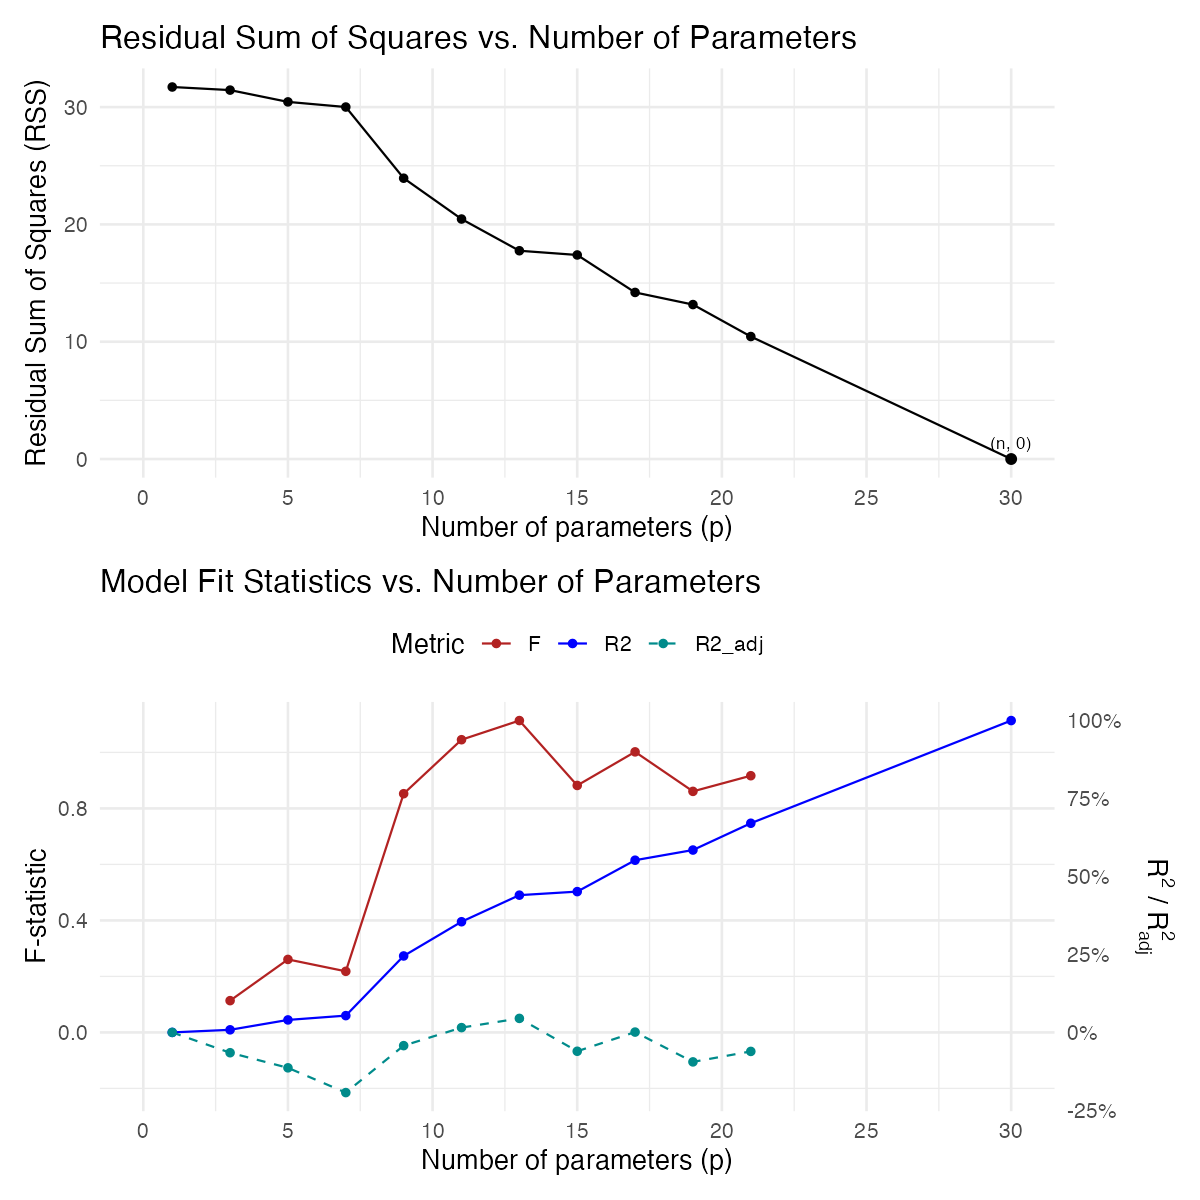 Residual Sum of Squares vs. Number of Parameters
Residual Sum of Squares (RSS)
30
20
10
0
(n, 0)
0 5 10 15 20 25 30
Number of parameters (p)
Model Fit Statistics vs. Number of Parameters
Metric F R2 R2_adj
F-statistic
0.8
0.4
0.0
100%
75%
50%
25%
0%
-25%
R² / R²adj
0 5 10 15 20 25 30
Number of parameters (p)